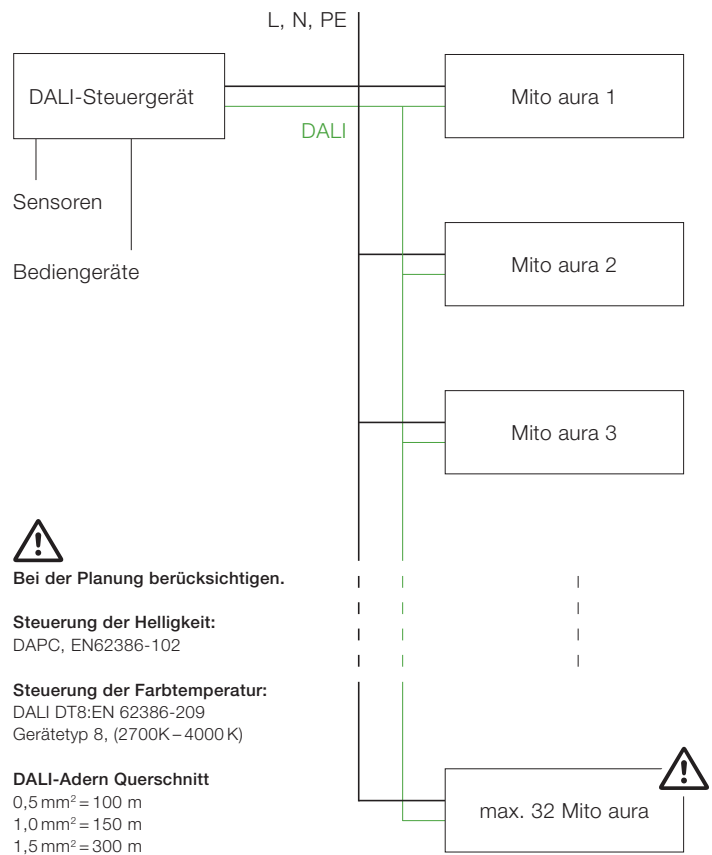 L, N, PE
DALI-Steuergerät
Mito aura 1
DALI
Sensoren
Bediengeräte
Mito aura 2
Mito aura 3
Bei der Planung berücksichtigen.
Steuerung der Helligkeit:
DAPC, EN62386-102
Steuerung der Farbtemperatur:
DALI DT8:EN 62386-209
Gerätetyp 8, (2700K – 4000 K)
DALI-Adern Querschnitt
0,5 mm² = 100 m
1,0 mm² = 150 m
1,5 mm² = 300 m
max. 32 Mito aura